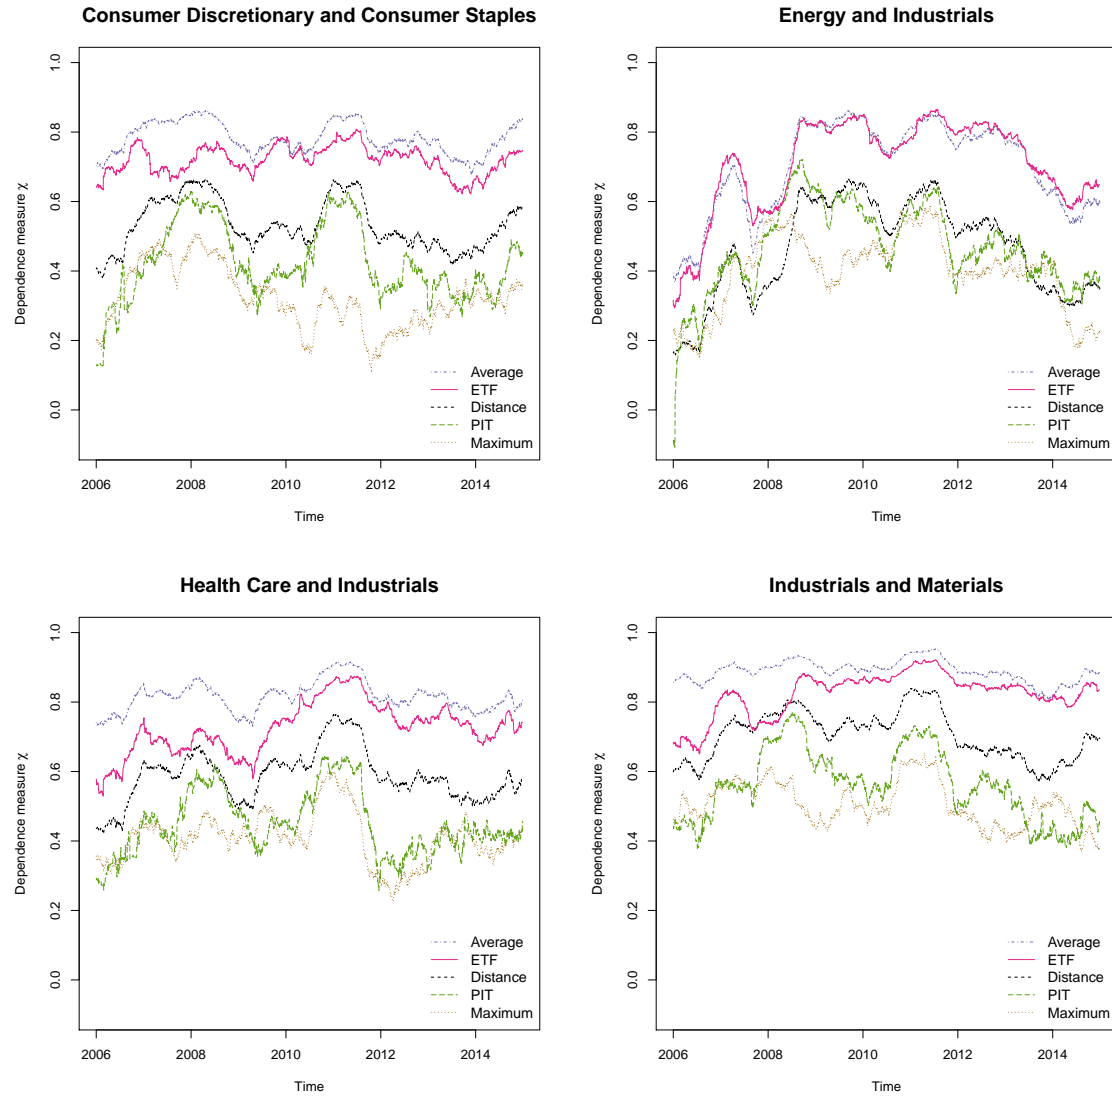 Consumer Discretionary and Consumer Staples
Dependence measure χ
1.0
0.8
0.6
0.4
0.2
0.0
Average
ETF
Distance
PIT
Maximum
2006 2008 2010 2012 2014
Time
Energy and Industrials
Dependence measure χ
1.0
0.8
0.6
0.4
0.2
0.0
Average
ETF
Distance
PIT
Maximum
2006 2008 2010 2012 2014
Time
Health Care and Industrials
Dependence measure χ
1.0
0.8
0.6
0.4
0.2
0.0
Average
ETF
Distance
PIT
Maximum
2006 2008 2010 2012 2014
Time
Industrials and Materials
Dependence measure χ
1.0
0.8
0.6
0.4
0.2
0.0
Average
ETF
Distance
PIT
Maximum
2006 2008 2010 2012 2014
Time